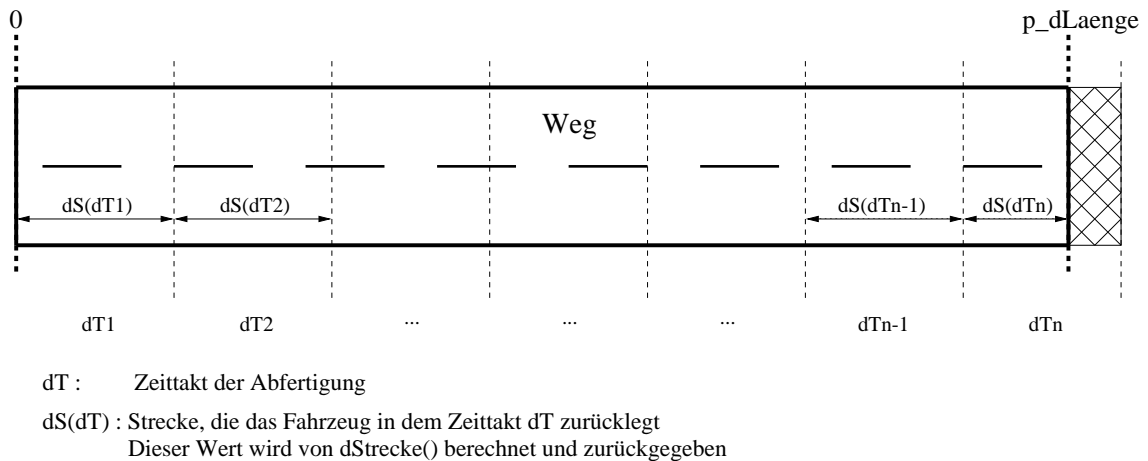 0 p_dLaenge
Weg
dS(dT1) dS(dT2) dS(dTn-1) dS(dTn)
dT1 dT2 ... ... ... dTn-1 dTn
dT : Zeittakt der Abfertigung
dS(dT) : Strecke, die das Fahrzeug in dem Zeittakt dT zurücklegt
Dieser Wert wird von dStrecke() berechnet und zurückgegeben